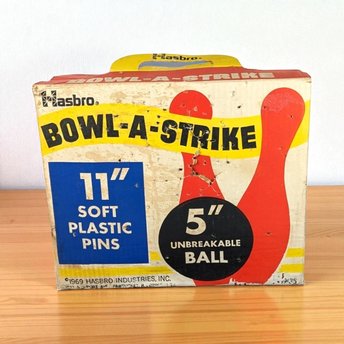 Hasbro®
BOWL-A-STRIKE
Hasbro®
BOWL-A-STRIKE
11"
SOFT
PLASTIC
PINS
5"
UNBREAKABLE
BALL
©1969 HASBRO INDUSTRIES, INC.